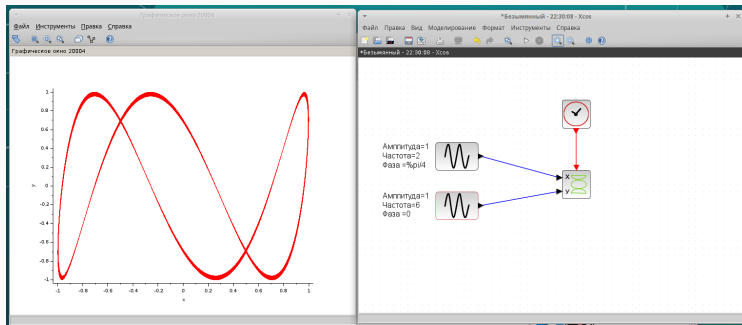 Графическое окно 20004
Файл Инструменты Правка Справка
Графическое окно 20004
1
0.8
0.6
0.4
0.2
0
-0.2
-0.4
-0.6
-0.8
-1
y
-1 -0.8 -0.6 -0.4 -0.2 0 0.2 0.4 0.6 0.8 1
x
*Безымянный - 22:30:08 - Xcos
Файл Правка Вид Моделирование Формат Инструменты Справка
*Безымянный - 22:30:08 - Xcos
Амплитуда=1
Частота=2
Фаза =%pi/4
Амплитуда=1
Частота=6
Фаза =0
X
y